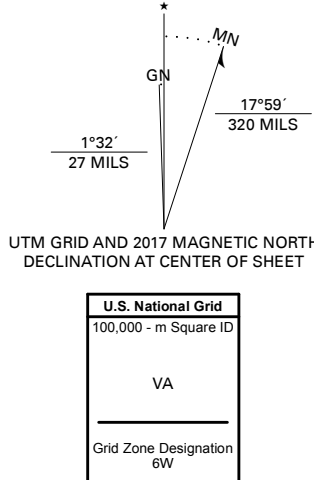 ★
MN
GN
1°32´
27 MILS
17°59´
320 MILS
UTM GRID AND 2017 MAGNETIC NORTH
DECLINATION AT CENTER OF SHEET
U.S. National Grid
100,000 - m Square ID
VA
Grid Zone Designation
6W